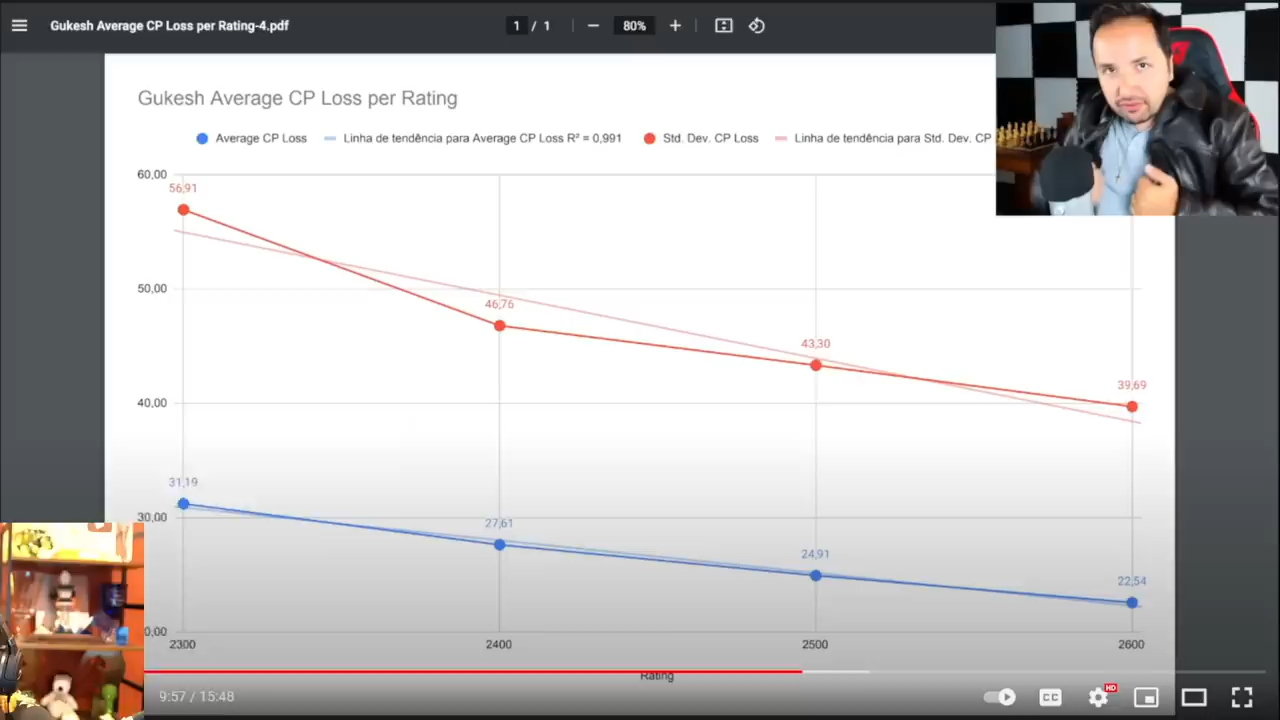 Gukesh Average CP Loss per Rating-4.pdf
1 / 1
80%
Gukesh Average CP Loss per Rating
Average CP Loss
Linha de tendência para Average CP Loss R² = 0,991
Std. Dev. CP Loss
Linha de tendência para Std. Dev. CP
60,00
56,91
50,00
46,76
43,30
39,69
40,00
31,19
30,00
27,61
24,91
22,54
0,00
2300
2400
2500
2600
Rating
9:57 / 15:48
CC
HD